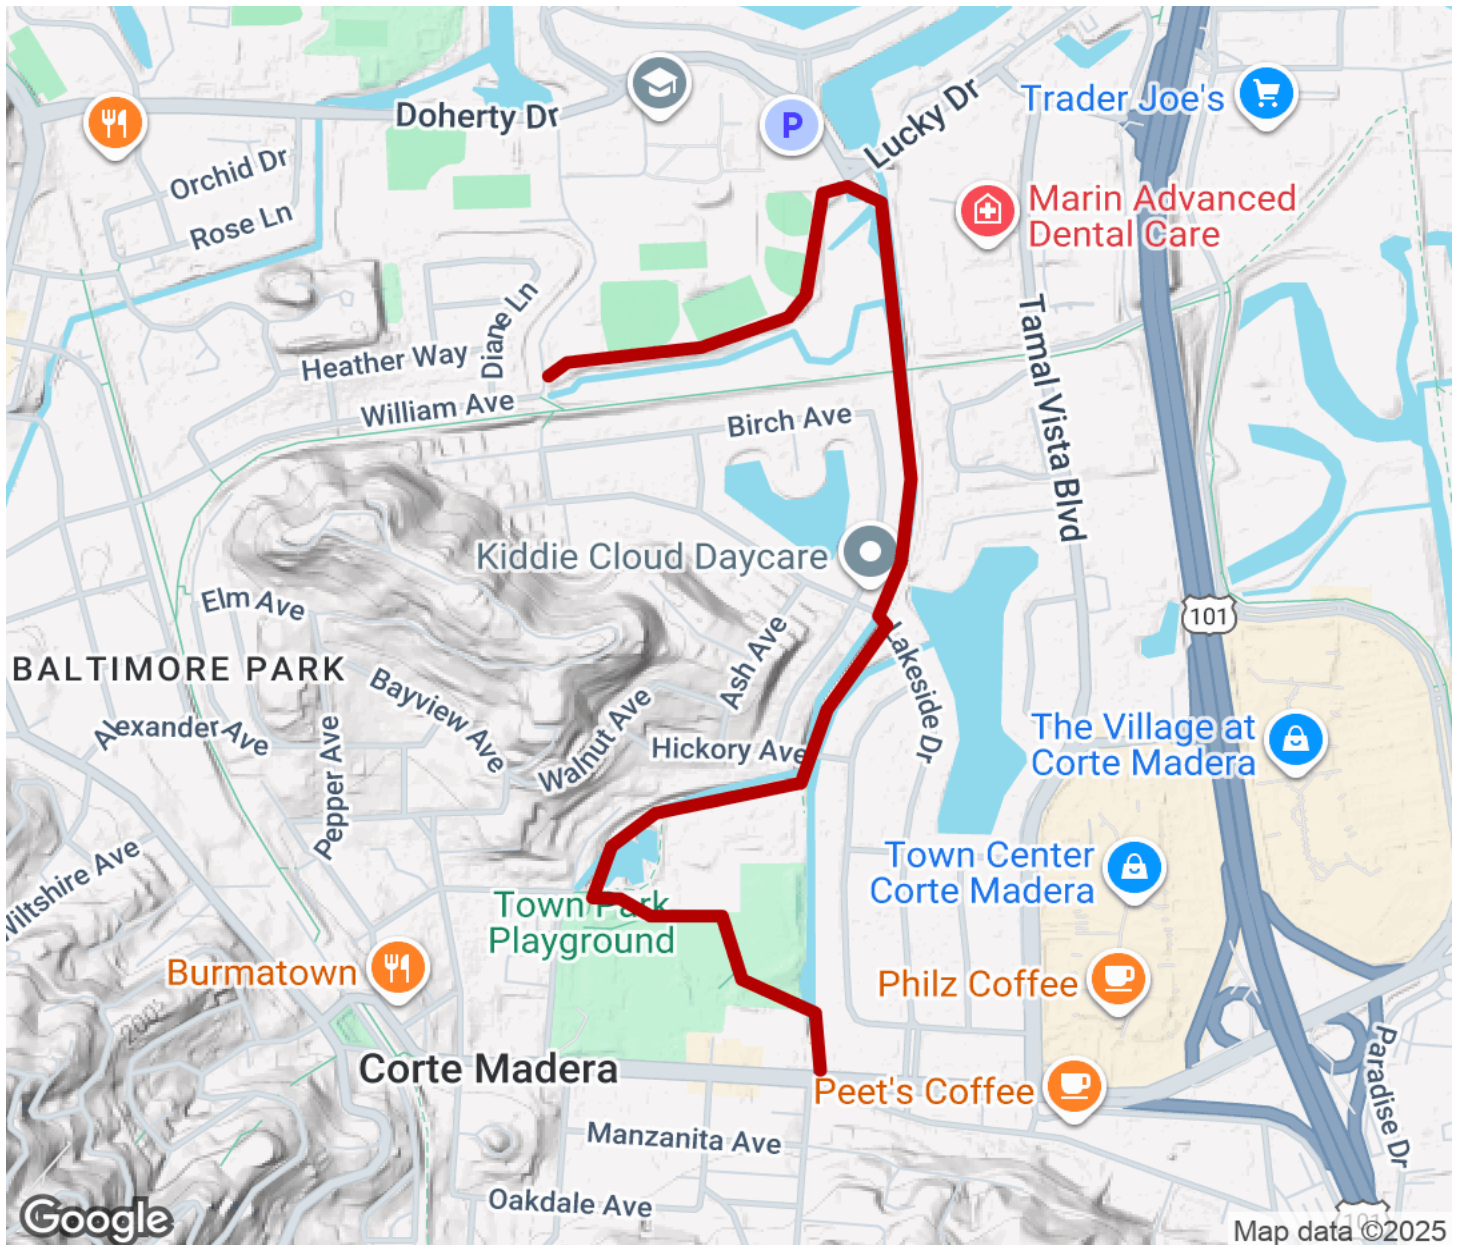 Doherty Dr
P
Lucky Dr
Trader Joe's
Orchid Dr
Rose Ln
Marin Advanced
Dental Care
Diane Ln
Heather Way
Tamal Vista Blvd
William Ave
Birch Ave
Kiddie Cloud Daycare
Elm Ave
101
Ash Ave
Lakeside Dr
BALTIMORE PARK
Bayview Ave
Alexander Ave
Pepper Ave
Walnut Ave
Hickory Ave
The Village at
Corte Madera
Wiltshire Ave
Town Center
Corte Madera
Town Park
Playground
Burmatown
Philz Coffee
200
Corte Madera
Peet's Coffee
Paradise Dr
Manzanita Ave
Oakdale Ave
101
Google
Map data ©2025